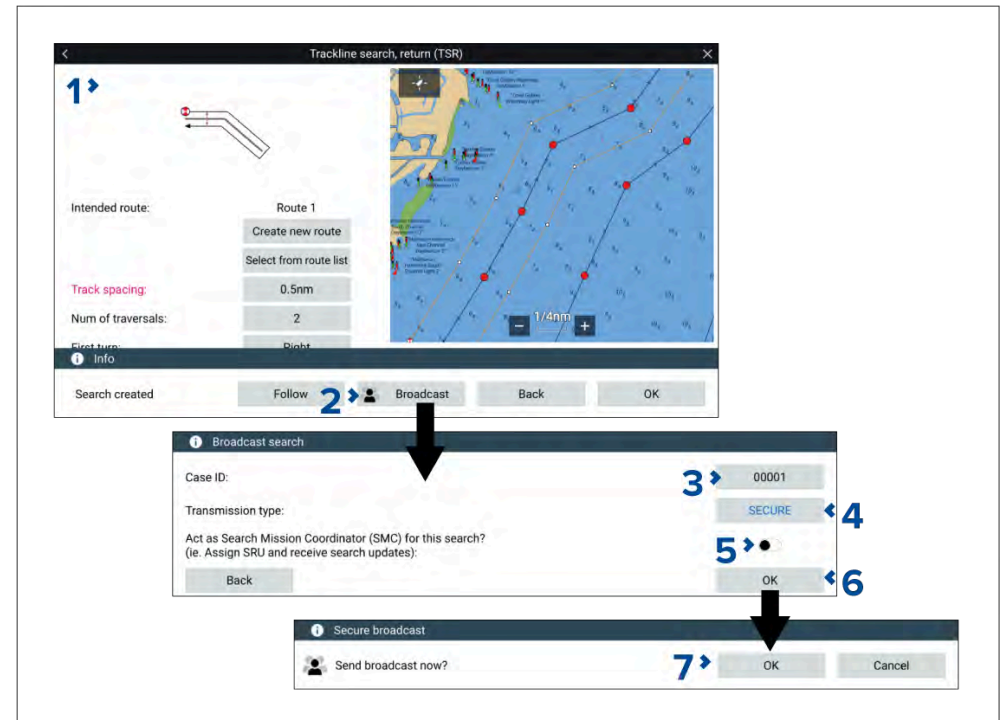 Trackline search, return (TSR)
1
Intended route:
Route 1
Create new route
Select from route list
Track spacing:
0.5nm
Num of traversals:
2
First turn:
Right
1/4nm
Info
Search created
Follow
2
Broadcast
Back
OK
Broadcast search
Case ID:
3
00001
Transmission type:
SECURE
4
Act as Search Mission Coordinator (SMC) for this search?
(ie. Assign SRU and receive search updates):
5
Back
OK
6
Secure broadcast
Send broadcast now?
7
OK
Cancel